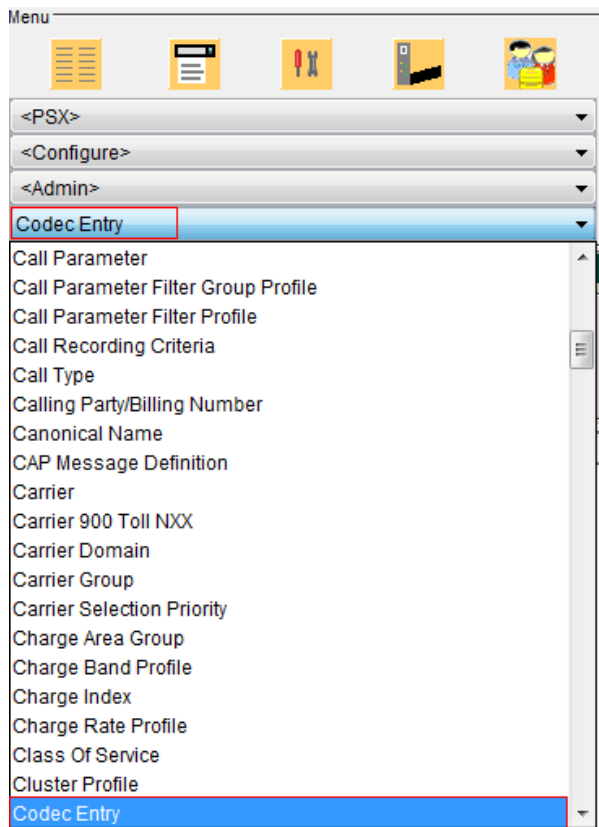 Menu
<PSX>
<Configure>
<Admin>
Codec Entry
Call Parameter
Call Parameter Filter Group Profile
Call Parameter Filter Profile
Call Recording Criteria
Call Type
Calling Party/Billing Number
Canonical Name
CAP Message Definition
Carrier
Carrier 900 Toll NXX
Carrier Domain
Carrier Group
Carrier Selection Priority
Charge Area Group
Charge Band Profile
Charge Index
Charge Rate Profile
Class Of Service
Cluster Profile
Codec Entry